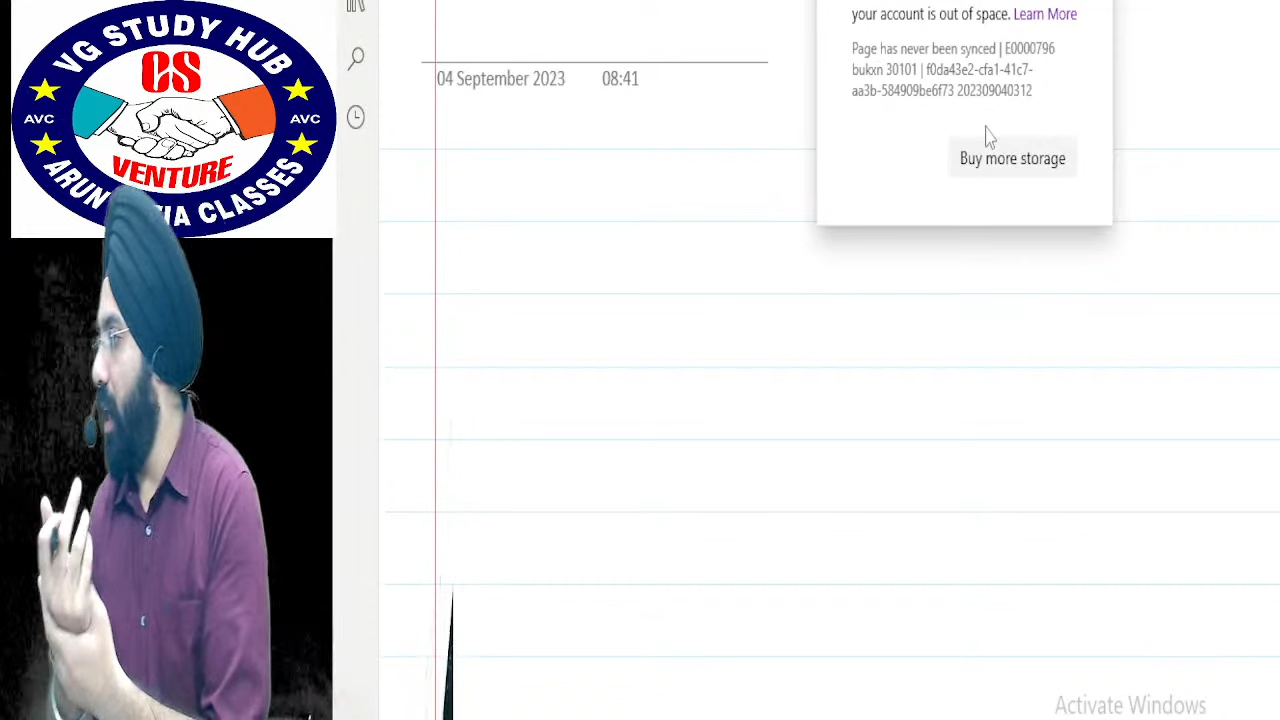 VG STUDY HUB
CS
AVC
AVC
VENTURE
ARUN
IA CLASSES
your account is out of space. Learn More
Page has never been synced | E0000796
bukxn 30101 | f0da43e2-cfa1-41c7-
aa3b-584909be6f73 202309040312
Buy more storage
04 September 2023
08:41
Activate Windows